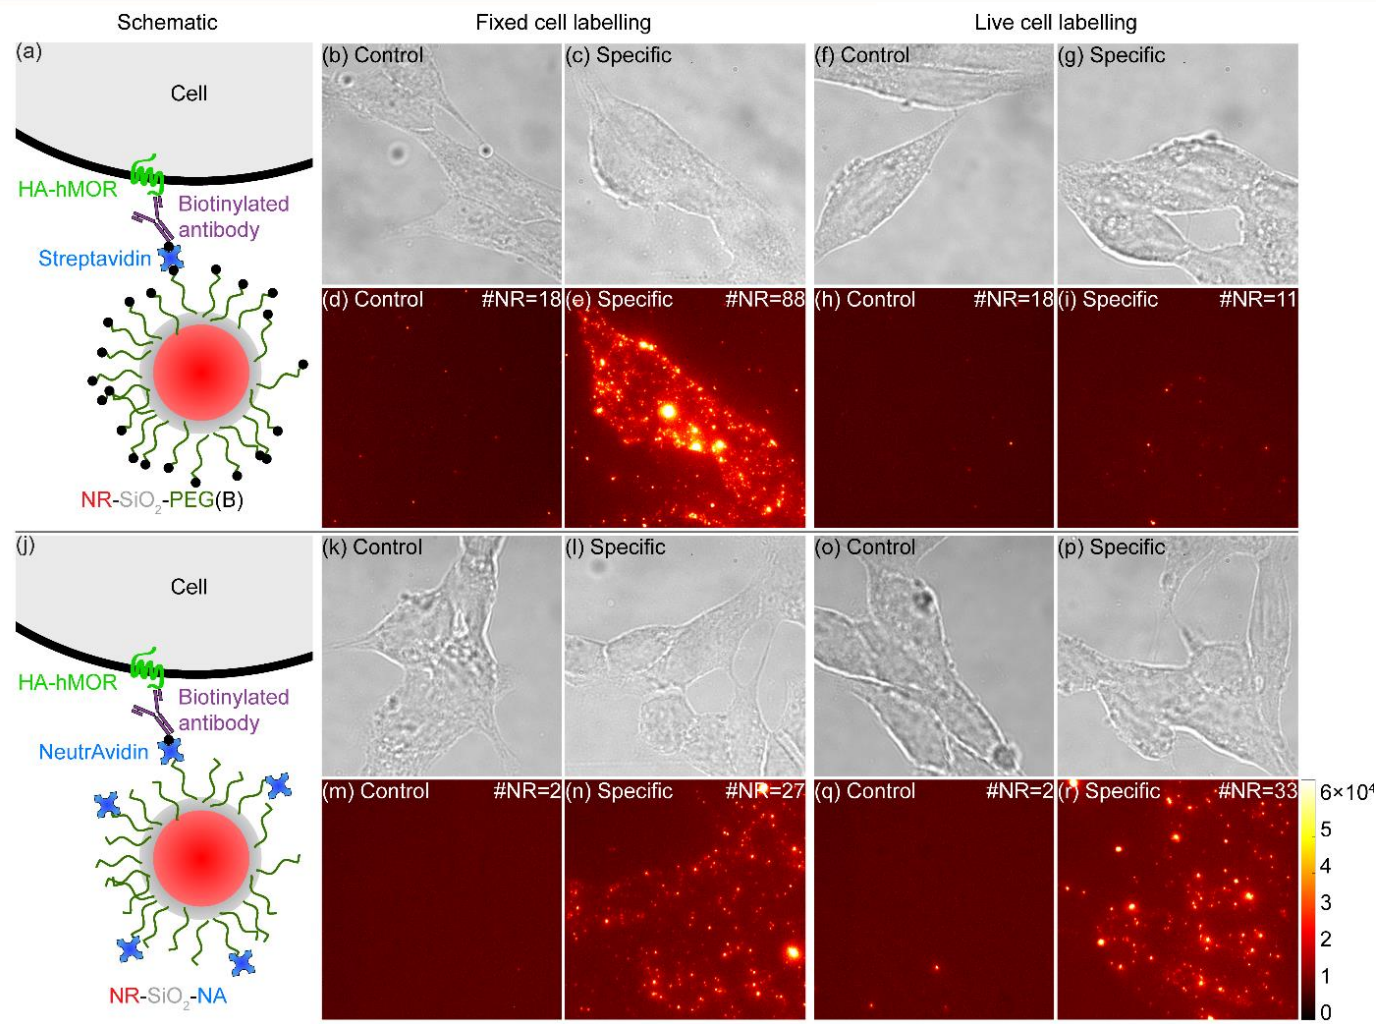 Schematic
Fixed cell labelling
Live cell labelling
(a)
Cell
HA-hMOR
Biotinylated
antibody
Streptavidin
NR-SiO2-PEG(B)
(b) Control
(c) Specific
(f) Control
(g) Specific
(d) Control #NR=18
(e) Specific #NR=88
(h) Control #NR=18
(i) Specific #NR=11
(j)
Cell
HA-hMOR
Biotinylated
antibody
NeutrAvidin
NR-SiO2-NA
(k) Control
(l) Specific
(o) Control
(p) Specific
(m) Control #NR=2
(n) Specific #NR=27
(q) Control #NR=2
(r) Specific #NR=33
6×10⁴
5
4
3
2
1
0